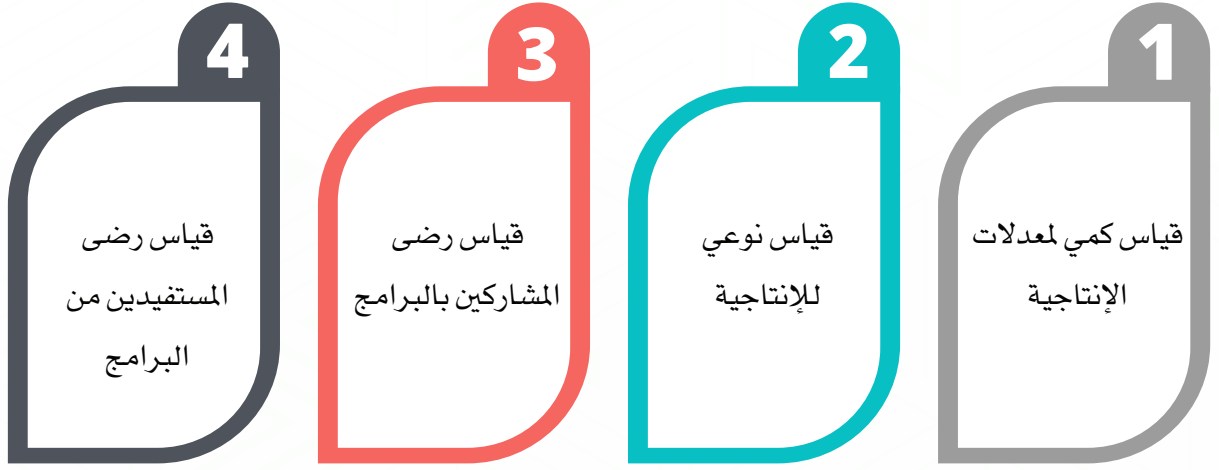 1
قياس كمي لمعدلات
الإنتاجية
2
قياس نوعي
للإنتاجية
3
قياس رضى
المشاركين بالبرامج
4
قياس رضى
المستفيدين من
البرامج